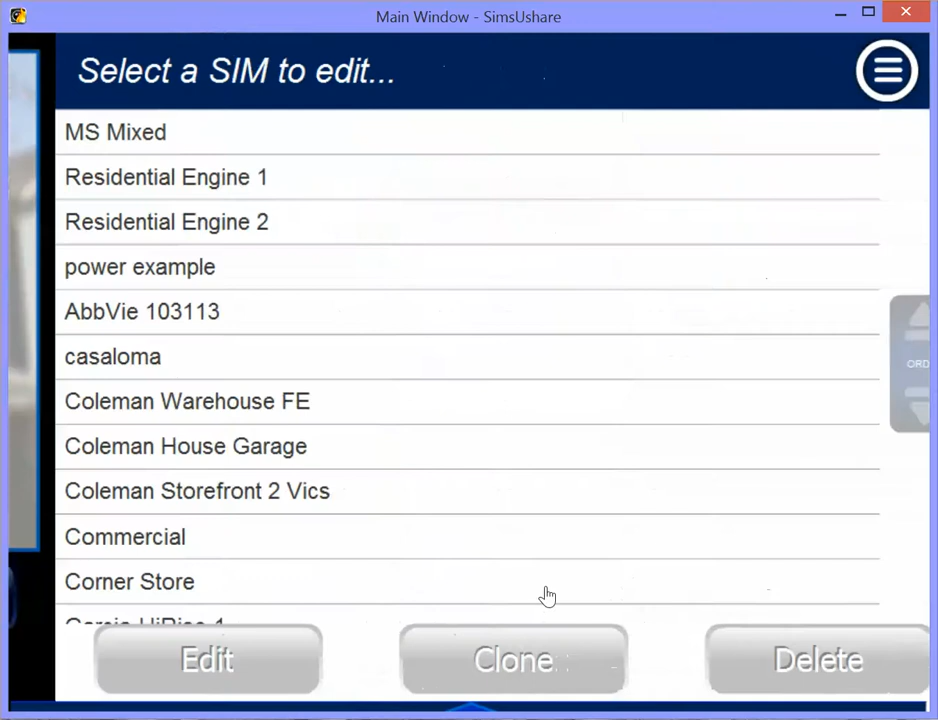 Main Window - SimsUshare
Select a SIM to edit...
MS Mixed
Residential Engine 1
Residential Engine 2
power example
AbbVie 103113
casaloma
Coleman Warehouse FE
Coleman House Garage
Coleman Storefront 2 Vics
Commercial
Corner Store
Edit
Clone
Delete